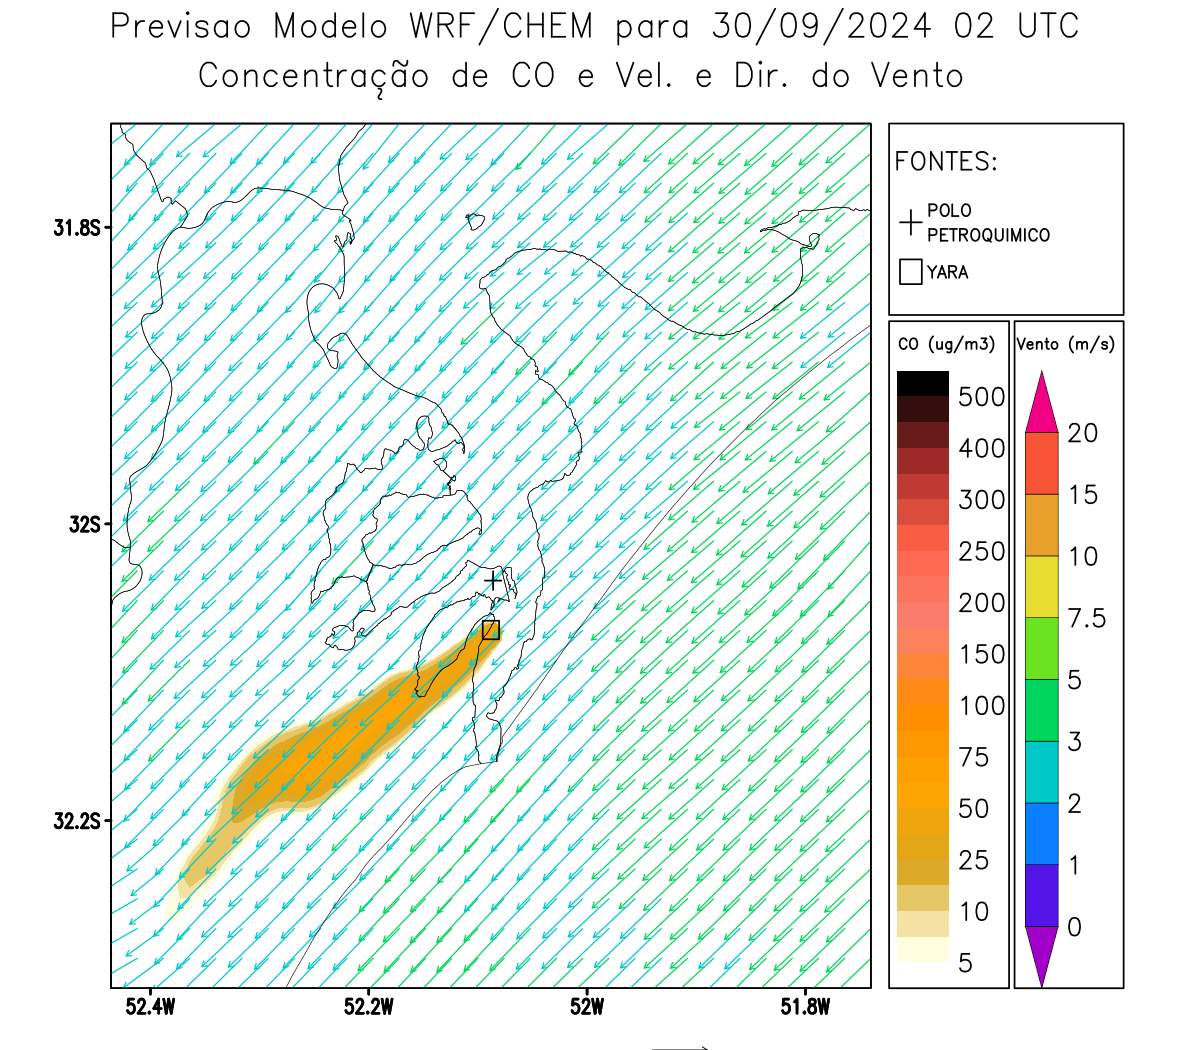 Previsao Modelo WRF/CHEM para 30/09/2024 02 UTC
Concentração de CO e Vel. e Dir. do Vento
FONTES:
POLO
PETROQUIMICO
YARA
31.8S
32S
32.2S
52.4W
52.2W
52W
51.8W
CO (ug/m3)
500
400
300
250
200
150
100
75
50
25
10
5
Vento (m/s)
20
15
10
7.5
5
3
2
1
0